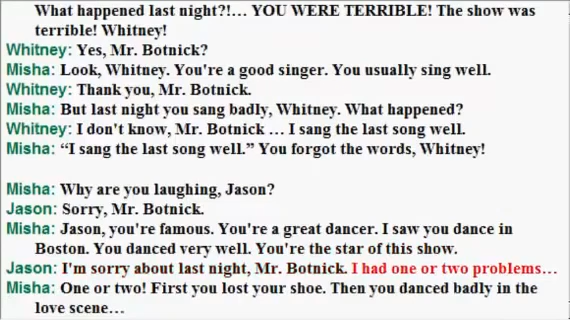 What happened last night?!… YOU WERE TERRIBLE! The show was
terrible! Whitney!
Whitney: Yes, Mr. Botnick?
Misha: Look, Whitney. You're a good singer. You usually sing well.
Whitney: Thank you, Mr. Botnick.
Misha: But last night you sang badly, Whitney. What happened?
Whitney: I don't know, Mr. Botnick … I sang the last song well.
Misha: “I sang the last song well.” You forgot the words, Whitney!
Misha: Why are you laughing, Jason?
Jason: Sorry, Mr. Botnick.
Misha: Jason, you're famous. You're a great dancer. I saw you dance in
Boston. You danced very well. You're the star of this show.
Jason: I'm sorry about last night, Mr. Botnick. I had one or two problems…
Misha: One or two! First you lost your shoe. Then you danced badly in the
love scene…